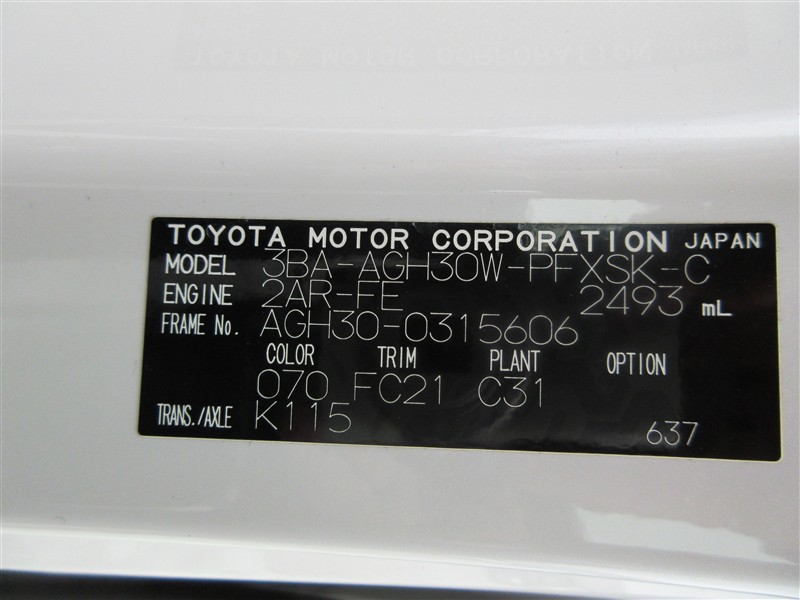 TOYOTA MOTOR CORPORATION JAPAN
MODEL 3BA-AGH30W-PFXSK-C
ENGINE 2AR-FE 2493 mL
FRAME No. AGH30-0315606
COLOR TRIM PLANT OPTION
070 FC21 C31
TRANS./AXLE K115
637